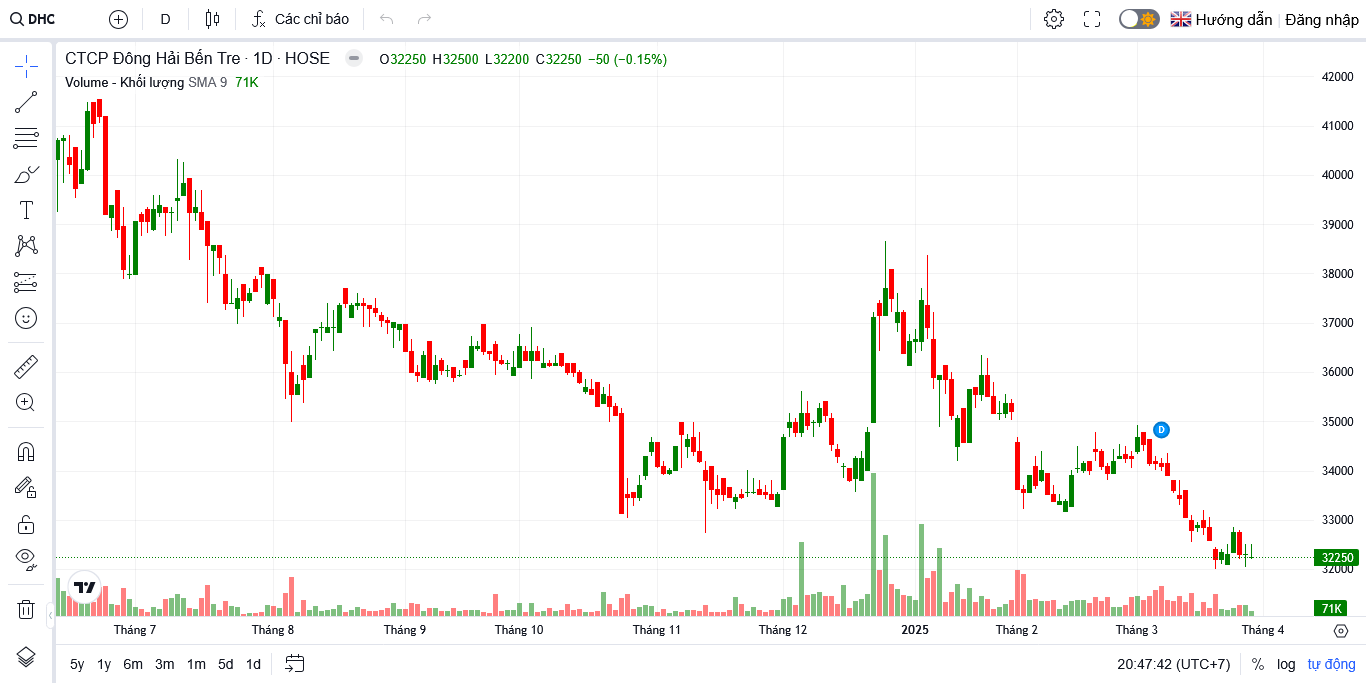 DHC D Các chỉ báo Hướng dẫn Đăng nhập
CTCP Đông Hải Bến Tre · 1D · HOSE O32250 H32500 L32200 C32250 −50 (−0.15%)
Volume - Khối lượng SMA 9 71K
42000
41000
40000
39000
38000
37000
36000
35000
D
34000
33000
32250
32000
71K
Tháng 7 Tháng 8 Tháng 9 Tháng 10 Tháng 11 Tháng 12 2025 Tháng 2 Tháng 3 Tháng 4
5y 1y 6m 3m 1m 5d 1d 20:47:42 (UTC+7) % log tự động